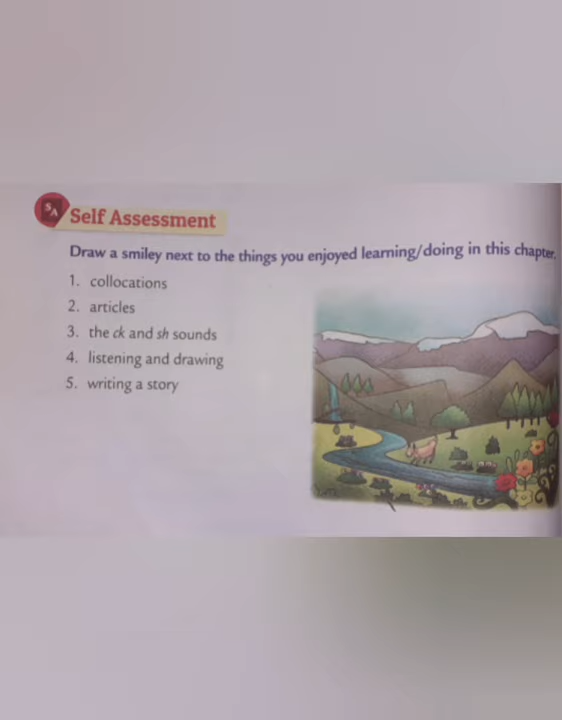 SA
Self Assessment
Draw a smiley next to the things you enjoyed learning/doing in this chapter.
1. collocations
2. articles
3. the ck and sh sounds
4. listening and drawing
5. writing a story